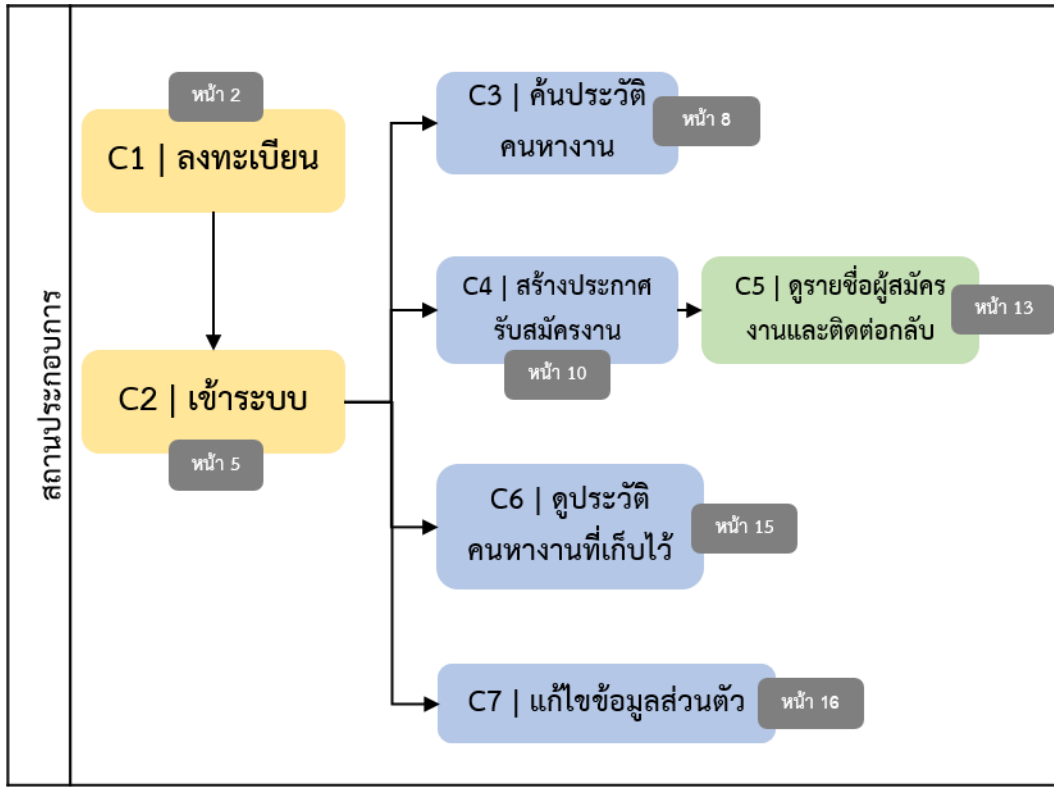 สถานประกอบการ
หน้า 2
C1 | ลงทะเบียน
C2 | เข้าระบบ
หน้า 5
C3 | ค้นประวัติ
คนหางาน
หน้า 8
C4 | สร้างประกาศ
รับสมัครงาน
หน้า 10
C5 | ดูรายชื่อผู้สมัคร
งานและติดต่อกลับ
หน้า 13
C6 | ดูประวัติ
คนหางานที่เก็บไว้
หน้า 15
C7 | แก้ไขข้อมูลส่วนตัว
หน้า 16